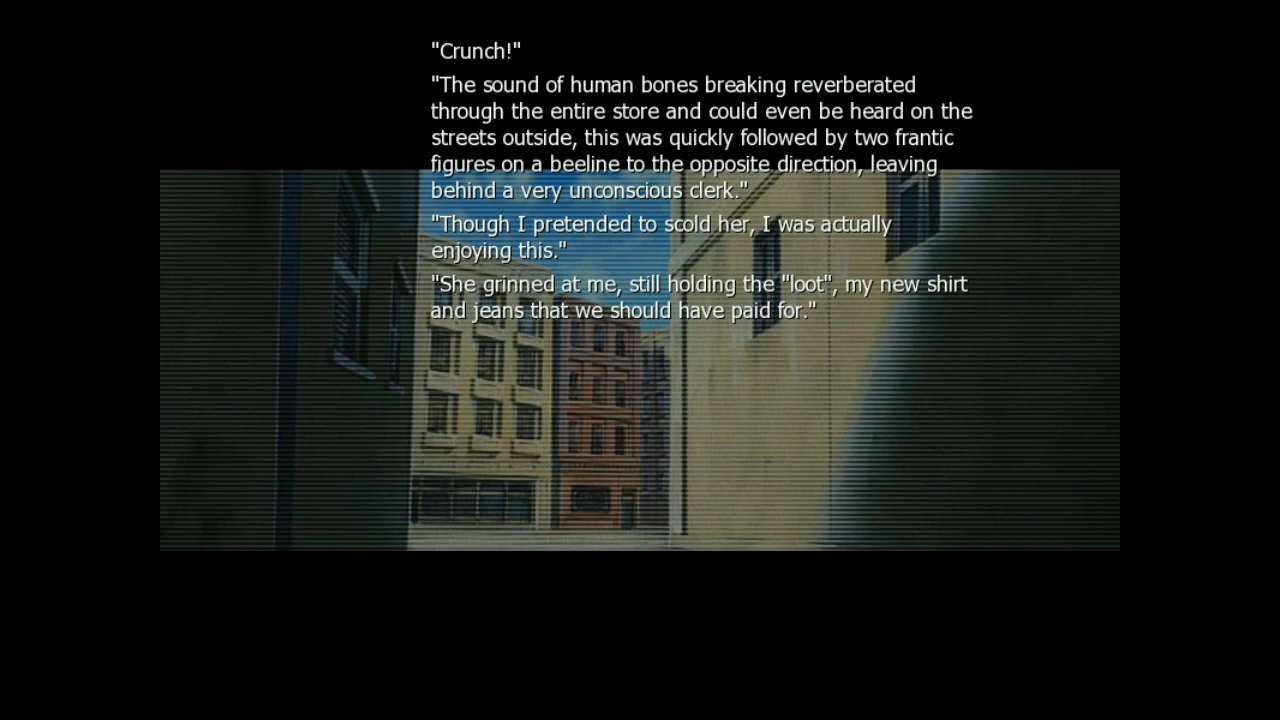 "Crunch!"
"The sound of human bones breaking reverberated
through the entire store and could even be heard on the
streets outside, this was quickly followed by two frantic
figures on a beeline to the opposite direction, leaving
behind a very unconscious clerk."
"Though I pretended to scold her, I was actually
enjoying this."
"She grinned at me, still holding the "loot", my new shirt
and jeans that we should have paid for."